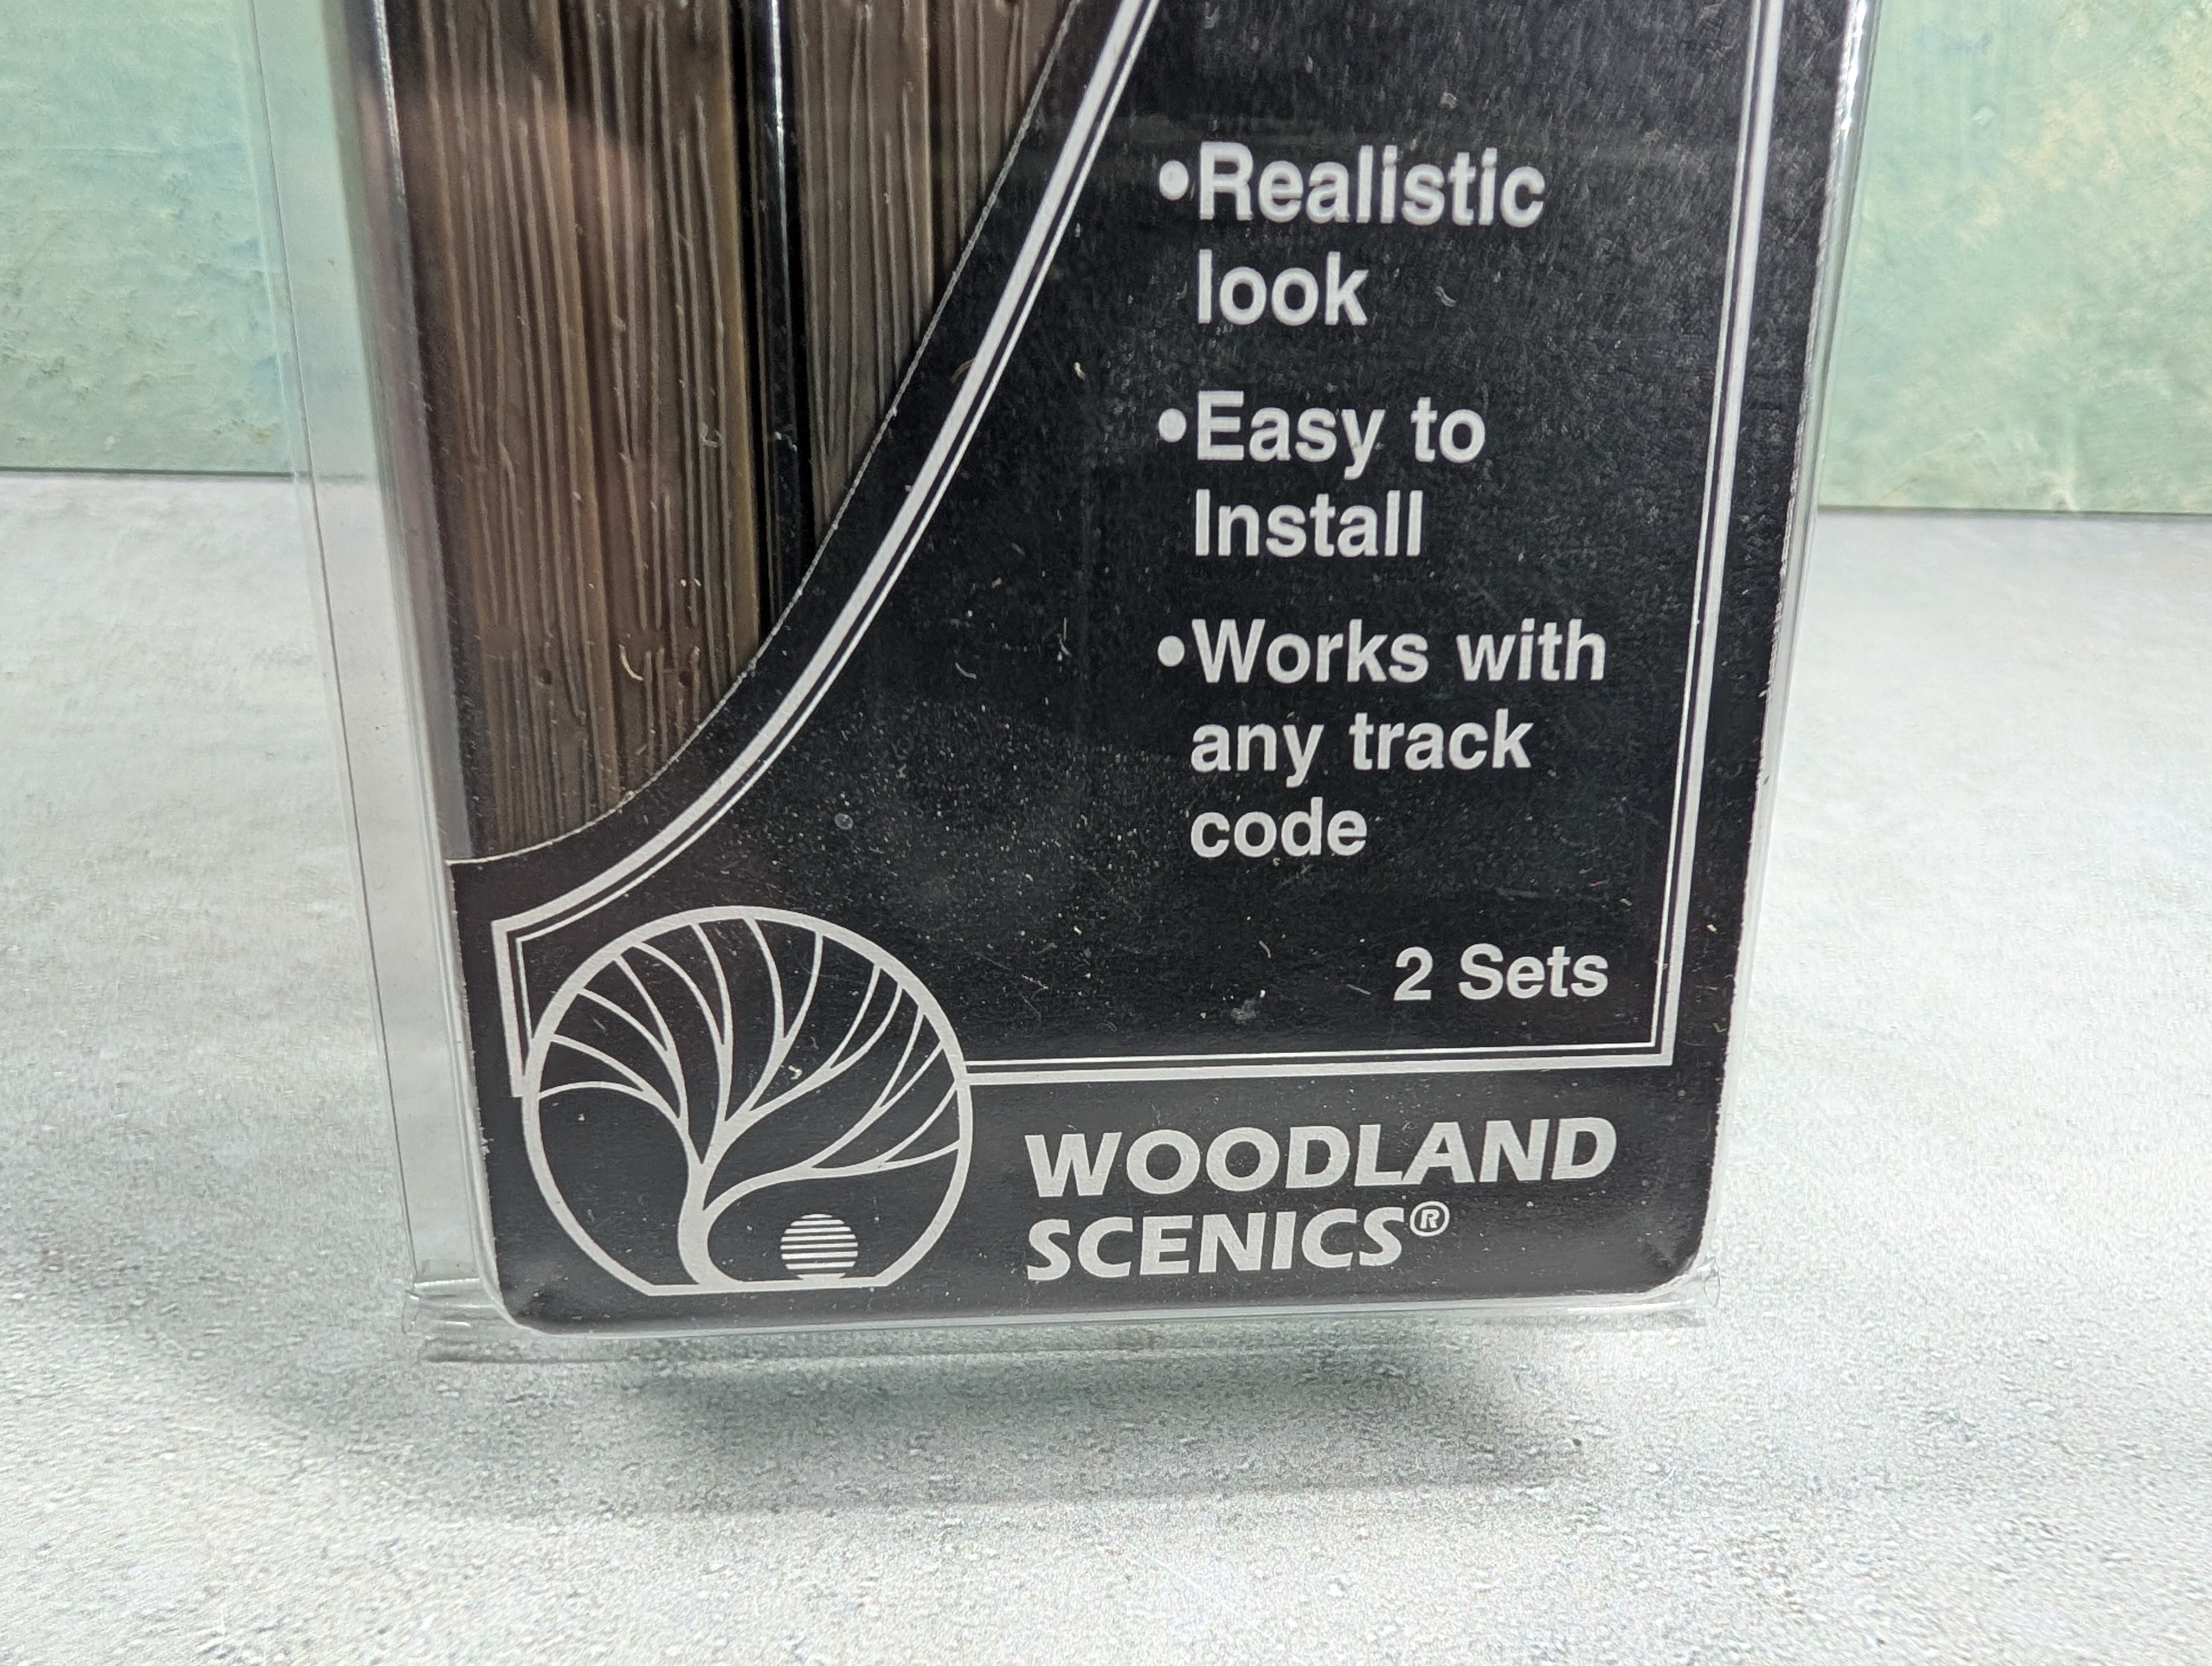 •Realistic
look
•Easy to
Install
•Works with
any track
code
2 Sets
WOODLAND
SCENICS®